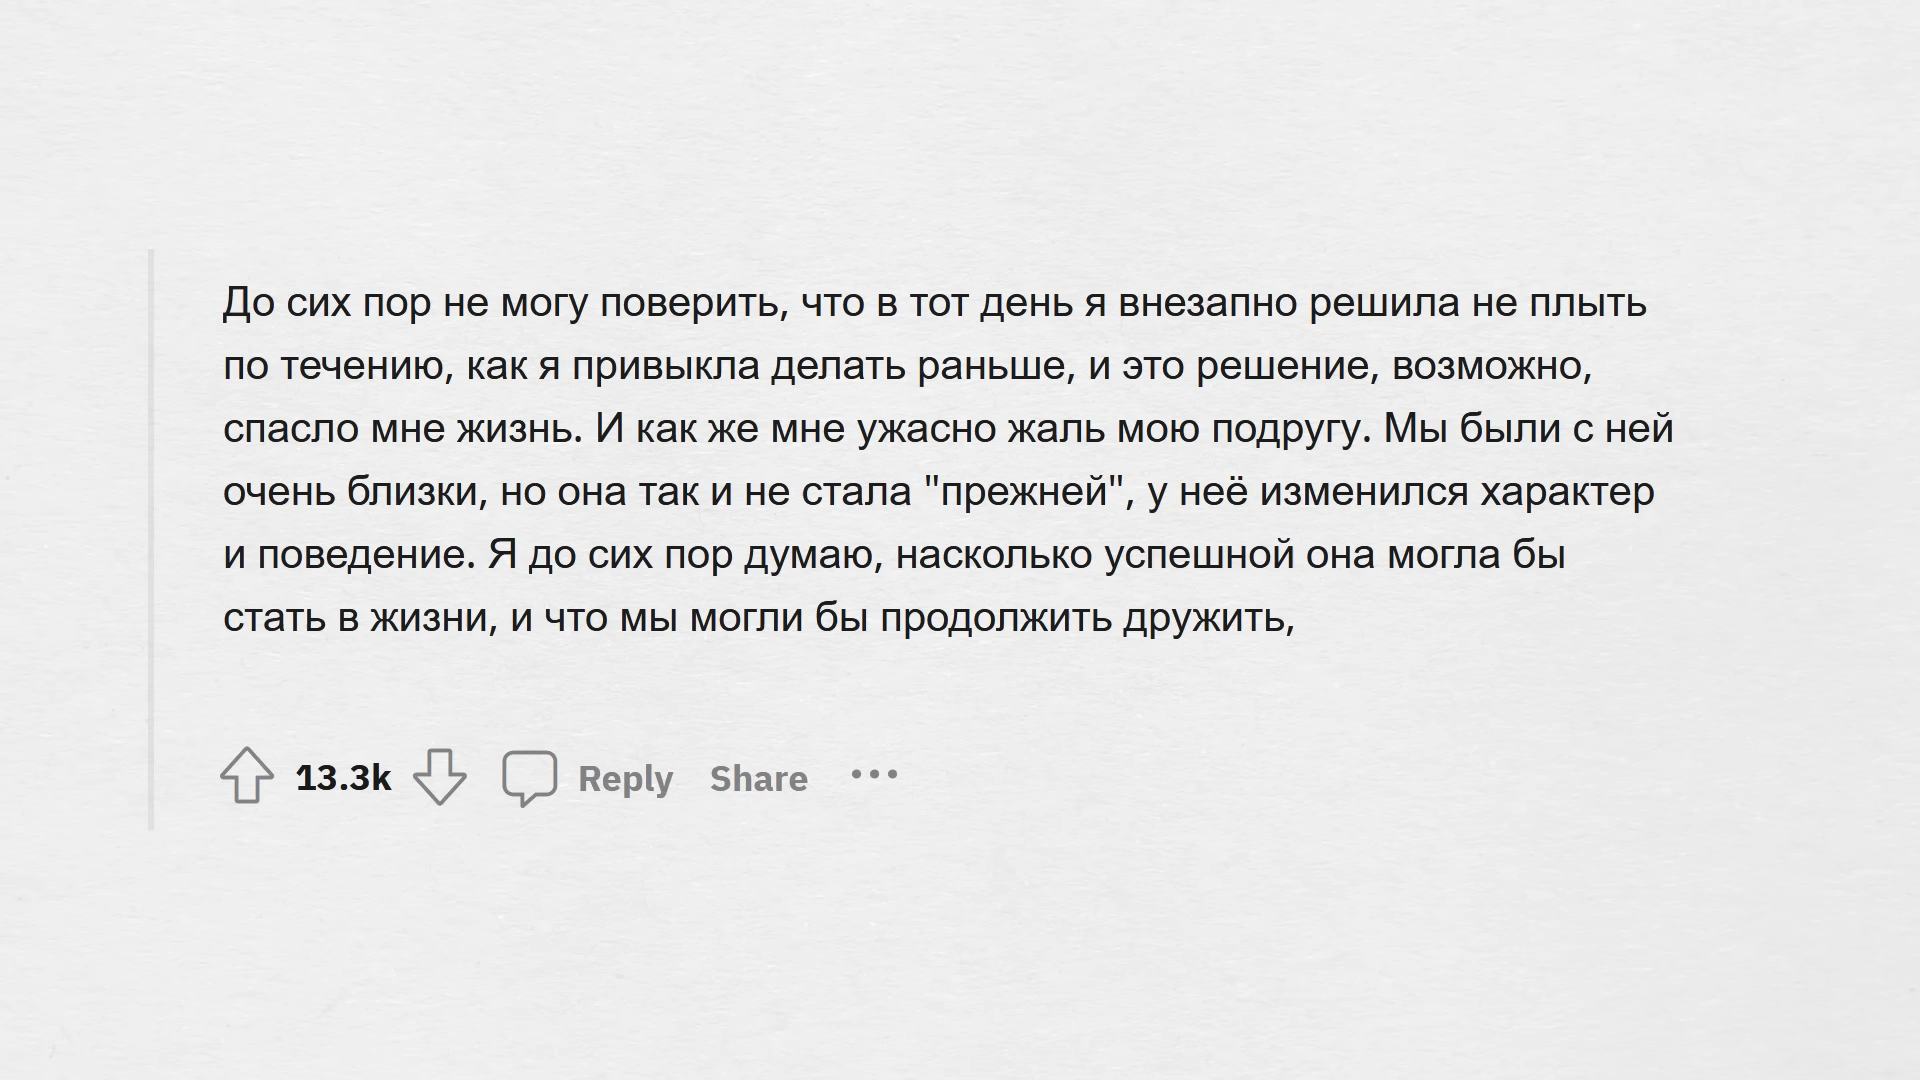 До сих пор не могу поверить, что в тот день я внезапно решила не плыть
по течению, как я привыкла делать раньше, и это решение, возможно,
спасло мне жизнь. И как же мне ужасно жаль мою подругу. Мы были с ней
очень близки, но она так и не стала "прежней", у неё изменился характер
и поведение. Я до сих пор думаю, насколько успешной она могла бы
стать в жизни, и что мы могли бы продолжить дружить,
13.3k Reply Share